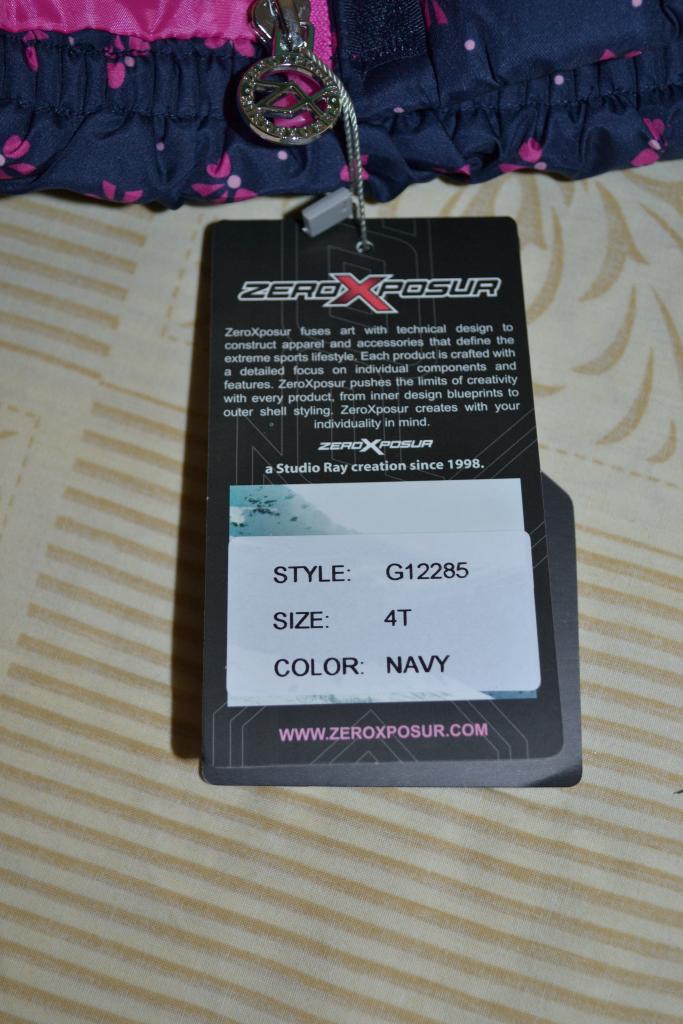 ZX
ZEROXPOSUR
ZeroXposur fuses art with technical design to
construct apparel and accessories that define the
extreme sports lifestyle. Each product is crafted with
a detailed focus on individual components and
features. ZeroXposur pushes the limits of creativity
with every product, from inner design blueprints to
outer shell styling. ZeroXposur creates with your
individuality in mind.
ZEROXPOSUR
a Studio Ray creation since 1998.
STYLE: G12285
SIZE: 4T
COLOR: NAVY
WWW.ZEROXPOSUR.COM